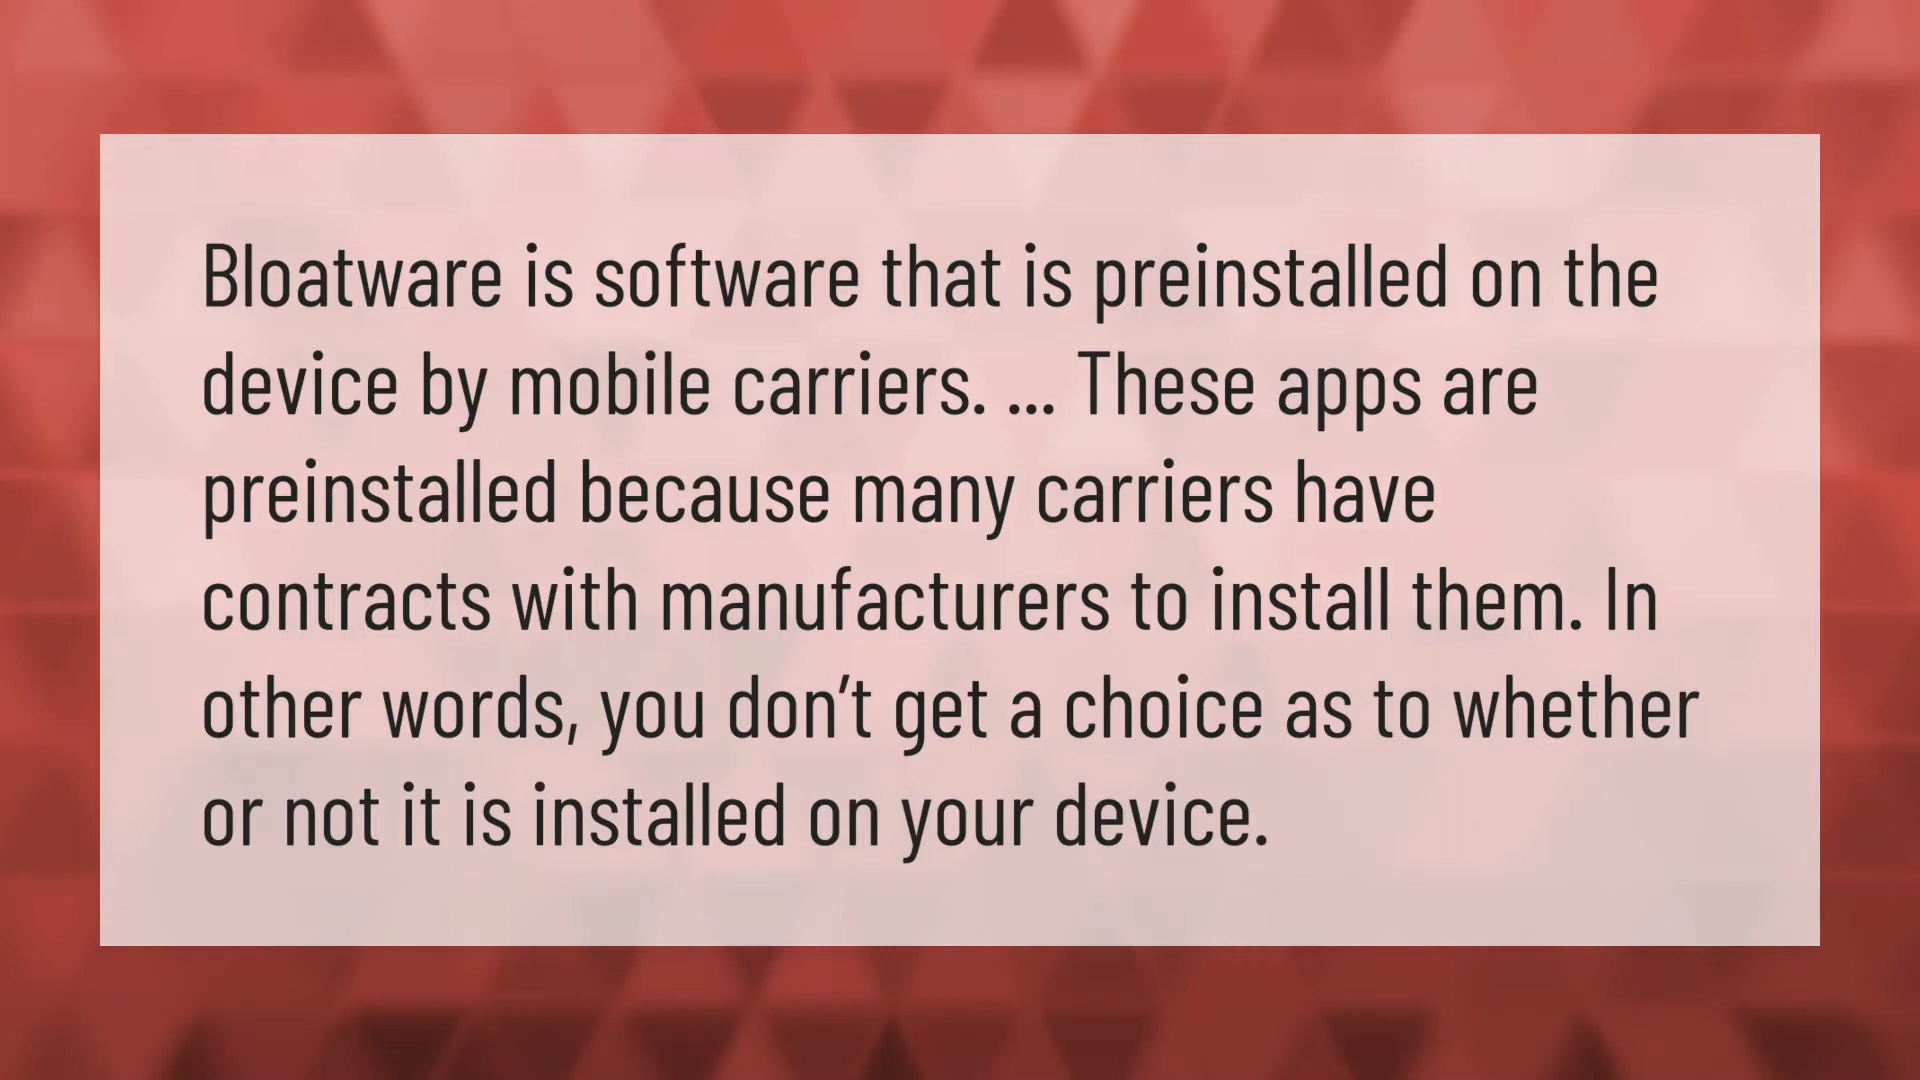 Bloatware is software that is preinstalled on the
device by mobile carriers. ... These apps are
preinstalled because many carriers have
contracts with manufacturers to install them. In
other words, you don’t get a choice as to whether
or not it is installed on your device.